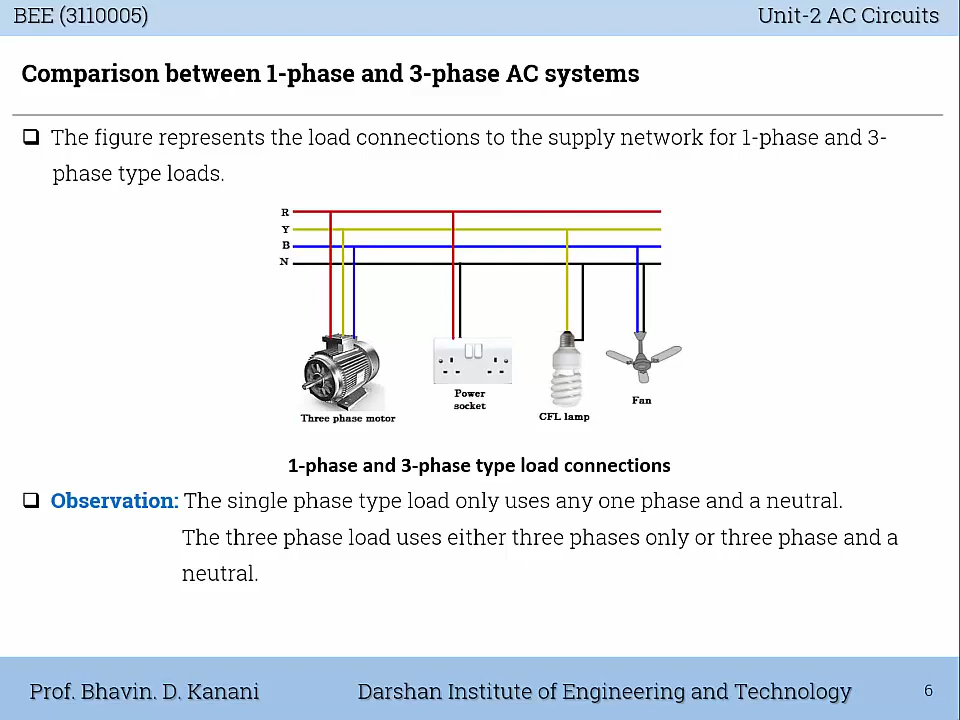 BEE (3110005) Unit-2 AC Circuits
Comparison between 1-phase and 3-phase AC systems
❑ The figure represents the load connections to the supply network for 1-phase and 3-
phase type loads.
R
Y
B
N
Three phase motor
Power
socket
CFL lamp
Fan
1-phase and 3-phase type load connections
❑ Observation: The single phase type load only uses any one phase and a neutral.
The three phase load uses either three phases only or three phase and a
neutral.
Prof. Bhavin. D. Kanani Darshan Institute of Engineering and Technology 6